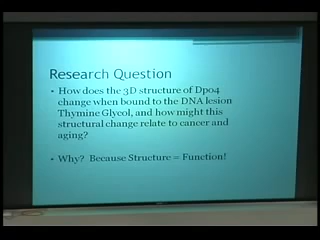 Research Question
• How does the 3D structure of Dpo4
change when bound to the DNA lesion
Thymine Glycol, and how might this
structural change relate to cancer and
aging?
• Why? Because Structure = Function!